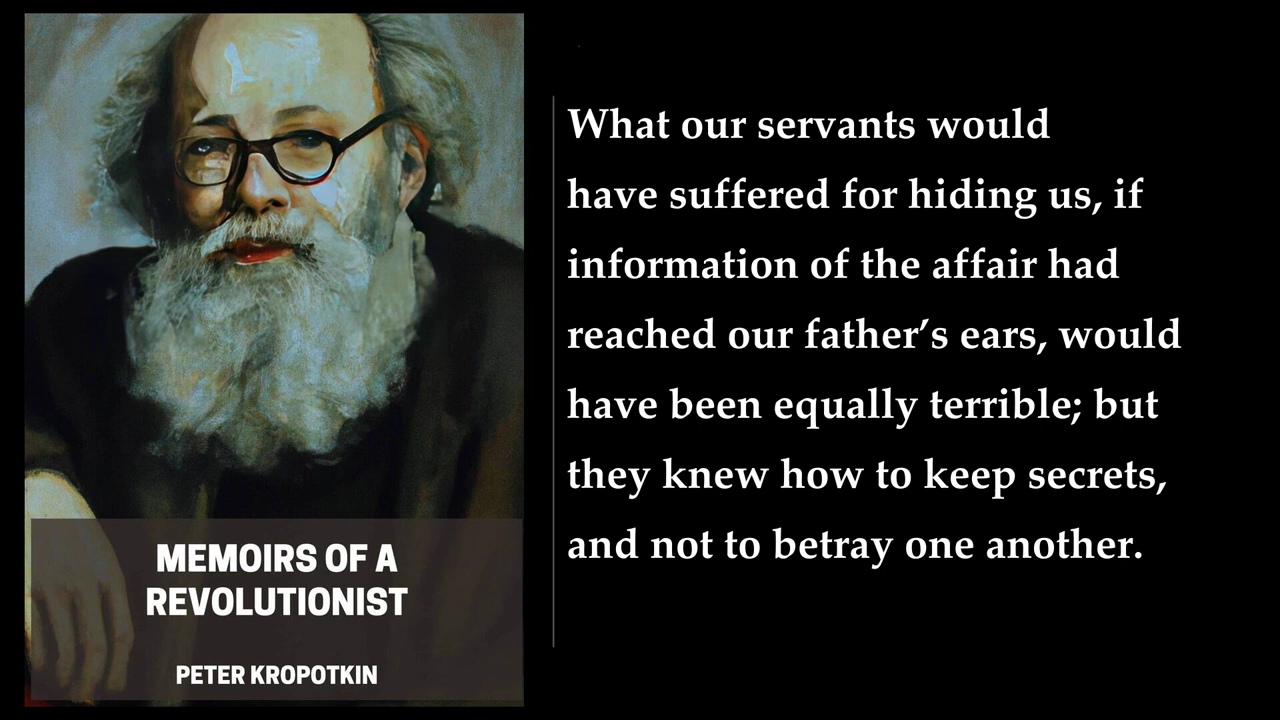 What our servants would
have suffered for hiding us, if
information of the affair had
reached our father’s ears, would
have been equally terrible; but
they knew how to keep secrets,
and not to betray one another.
MEMOIRS OF A
REVOLUTIONIST
PETER KROPOTKIN